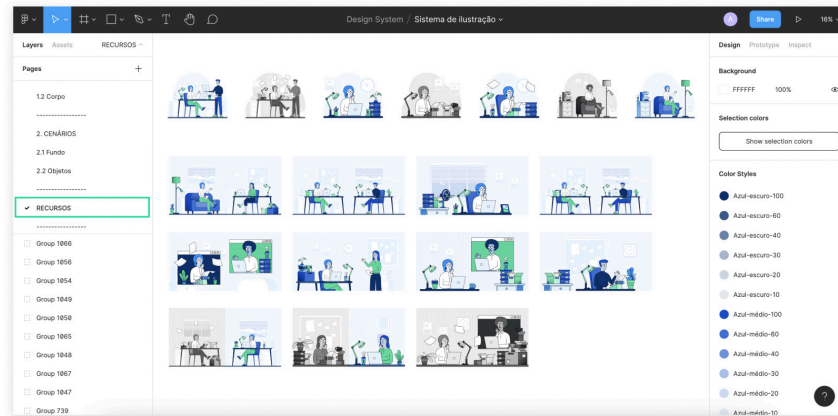 Design System / Sistema de ilustração
A
Share
16%
Layers
Assets
RECURSOS
Design
Prototype
Inspect
Pages
+
Background
1.2 Corpo
FFFFFF
100%
----------------
Selection colors
2. CENÁRIOS
Show selection colors
2.1 Fundo
2.2 Objetos
----------------
Color Styles
RECURSOS
Azul-escuro-100
----------------
Azul-escuro-60
Group 1066
Azul-escuro-40
Group 1056
Azul-escuro-30
Group 1054
Azul-escuro-20
Group 1049
Azul-escuro-10
Group 1050
Azul-médio-100
Group 1065
Azul-médio-60
Group 1048
Azul-médio-40
Group 1067
Azul-médio-30
Group 1047
Azul-médio-20
?
Group 739
Azul-médio-10